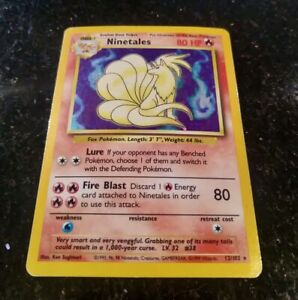 Ninetales 80 HP
Fox Pokémon. Length: 3' 7", Weight: 44 lbs.
Lure If your opponent has any Benched
Pokémon, choose 1 of them and switch it
with the Defending Pokémon.
Fire Blast Discard 1 Energy
card attached to Ninetales in order
to use this attack.
80
weakness resistance retreat cost
Very smart and very vengeful. Grabbing one of its many tails
could result in a 1,000-year curse. LV. 32 #38
Illus. Ken Sugimori
12/102